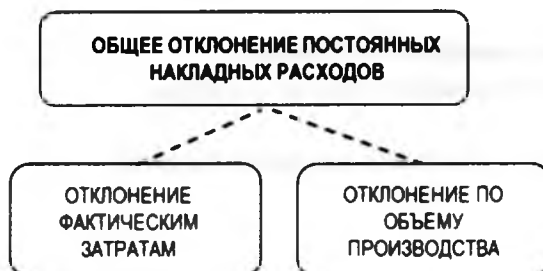 ОБЩЕЕ ОТКЛОНЕНИЕ ПОСТОЯННЫХ
НАКЛАДНЫХ РАСХОДОВ
ОТКЛОНЕНИЕ
ФАКТИЧЕСКИМ
ЗАТРАТАМ
ОТКЛОНЕНИЕ ПО
ОБЪЕМУ
ПРОИЗВОДСТВА